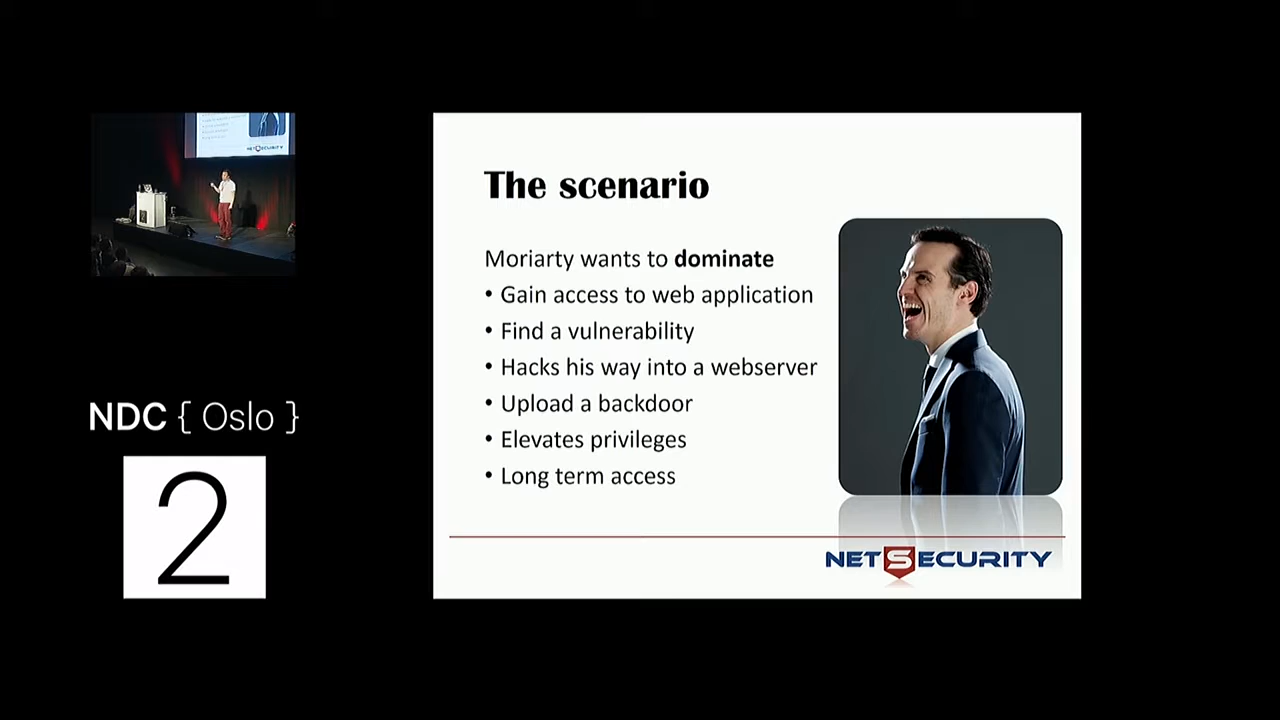 The scenario
Moriarty wants to dominate
• Gain access to web application
• Find a vulnerability
• Hacks his way into a webserver
• Upload a backdoor
• Elevates privileges
• Long term access
NETSECURITY
NETSECURITY
NDC { Oslo }
2